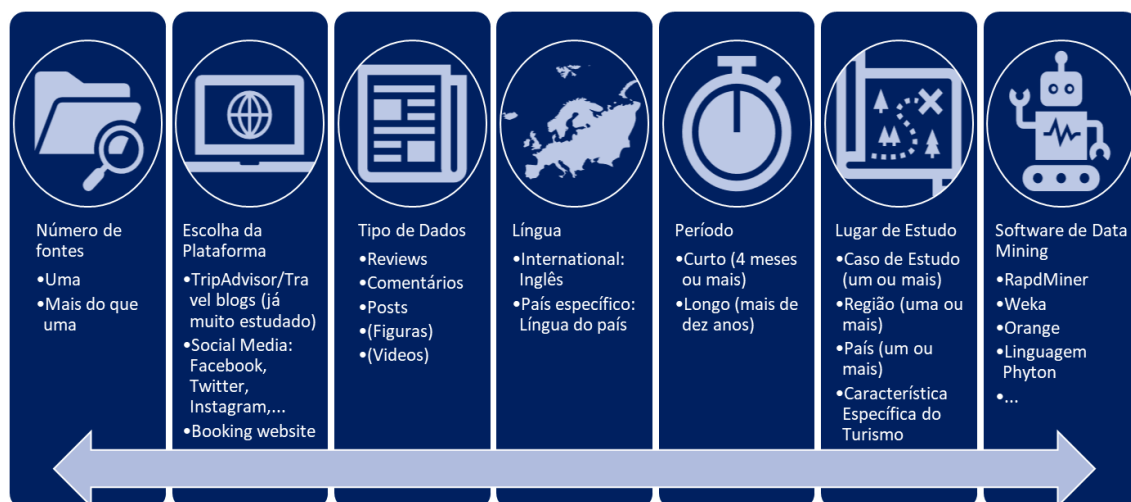 Número de
fontes
•Uma
•Mais do que
uma
Escolha da
Plataforma
•TripAdvisor/Tra
vel blogs (já
muito estudado)
•Social Media:
Facebook,
Twitter,
Instagram,...
•Booking website
Tipo de Dados
•Reviews
•Comentários
•Posts
•(Figuras)
•(Videos)
Língua
•International:
Inglês
•País específico:
Língua do país
Período
•Curto (4 meses
ou mais)
•Longo (mais de
dez anos)
Lugar de Estudo
•Caso de Estudo
(um ou mais)
•Região (uma ou
mais)
•País (um ou
mais)
•Característica
Específica do
Turismo
Software de Data
Mining
•RapdMiner
•Weka
•Orange
•Linguagem
Phyton
•...